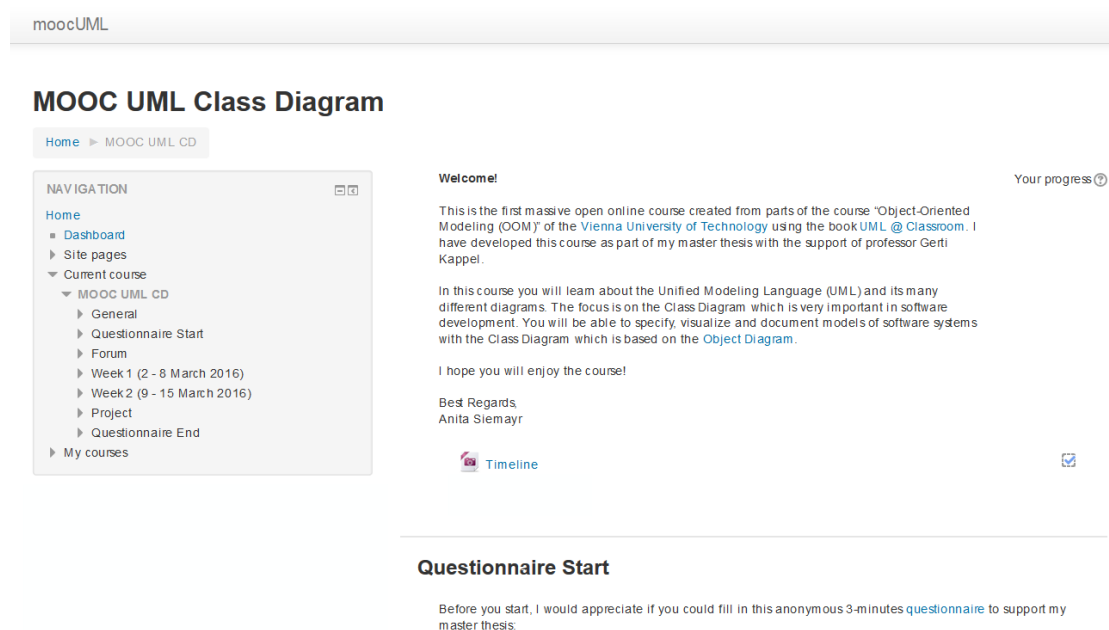 moocUML
MOOC UML Class Diagram
Home ► MOOC UML CD
NAVIGATION
Home
Dashboard
Site pages
Current course
MOOC UML CD
General
Questionnaire Start
Forum
Week 1 (2 - 8 March 2016)
Week 2 (9 - 15 March 2016)
Project
Questionnaire End
My courses
Welcome!
Your progress
This is the first massive open online course created from parts of the course “Object-Oriented
Modeling (OOM)” of the Vienna University of Technology using the book UML @ Classroom. I
have developed this course as part of my master thesis with the support of professor Gerti
Kappel.
In this course you will learn about the Unified Modeling Language (UML) and its many
different diagrams. The focus is on the Class Diagram which is very important in software
development. You will be able to specify, visualize and document models of software systems
with the Class Diagram which is based on the Object Diagram.
I hope you will enjoy the course!
Best Regards,
Anita Siemayr
Timeline
Questionnaire Start
Before you start, I would appreciate if you could fill in this anonymous 3-minutes questionnaire to support my
master thesis: